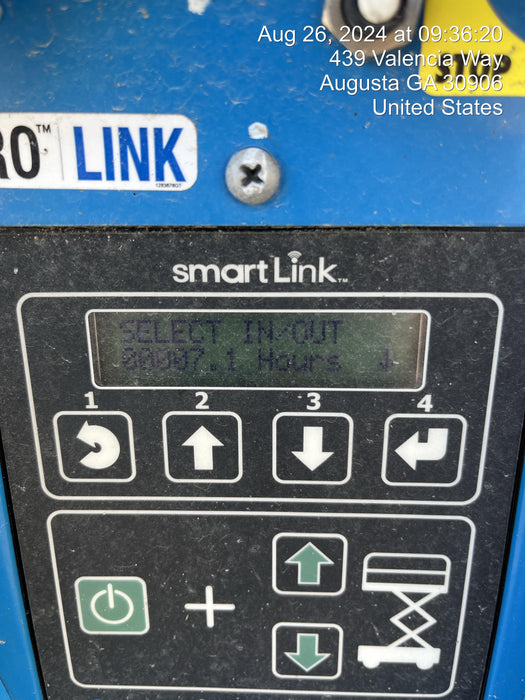 Aug 26, 2024 at 09:36:20
439 Valencia Way
Augusta GA 30906
United States
STOP
RO™ LINK
smartLink™
SELECT IN/OUT
00007.1 Hours ↓
1 2 3 4